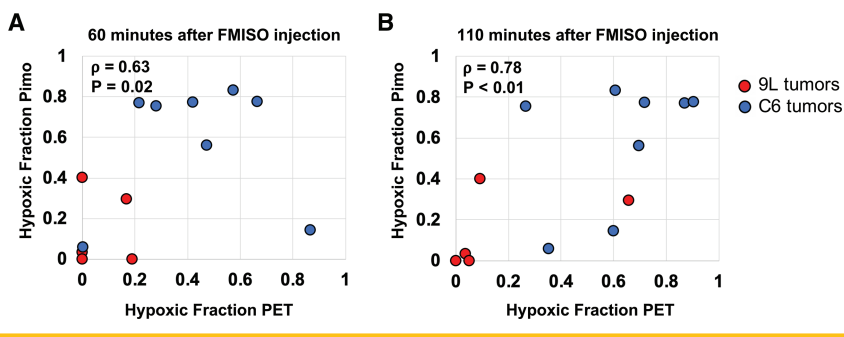 A
60 minutes after FMISO injection
ρ = 0.63
P = 0.02
Hypoxic Fraction Pimo
1
0.8
0.6
0.4
0.2
0
0 0.2 0.4 0.6 0.8 1
Hypoxic Fraction PET
B
110 minutes after FMISO injection
ρ = 0.78
P < 0.01
Hypoxic Fraction Pimo
1
0.8
0.6
0.4
0.2
0
0 0.2 0.4 0.6 0.8 1
Hypoxic Fraction PET
9L tumors
C6 tumors